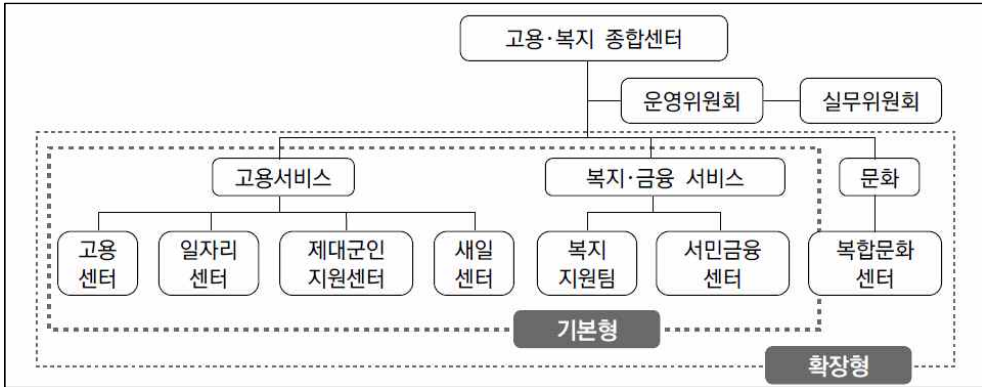 고용·복지 종합센터
운영위원회
실무위원회
고용서비스
복지·금융 서비스
문화
고용
센터
일자리
센터
제대군인
지원센터
새일
센터
복지
지원팀
서민금융
센터
복합문화
센터
기본형
확장형